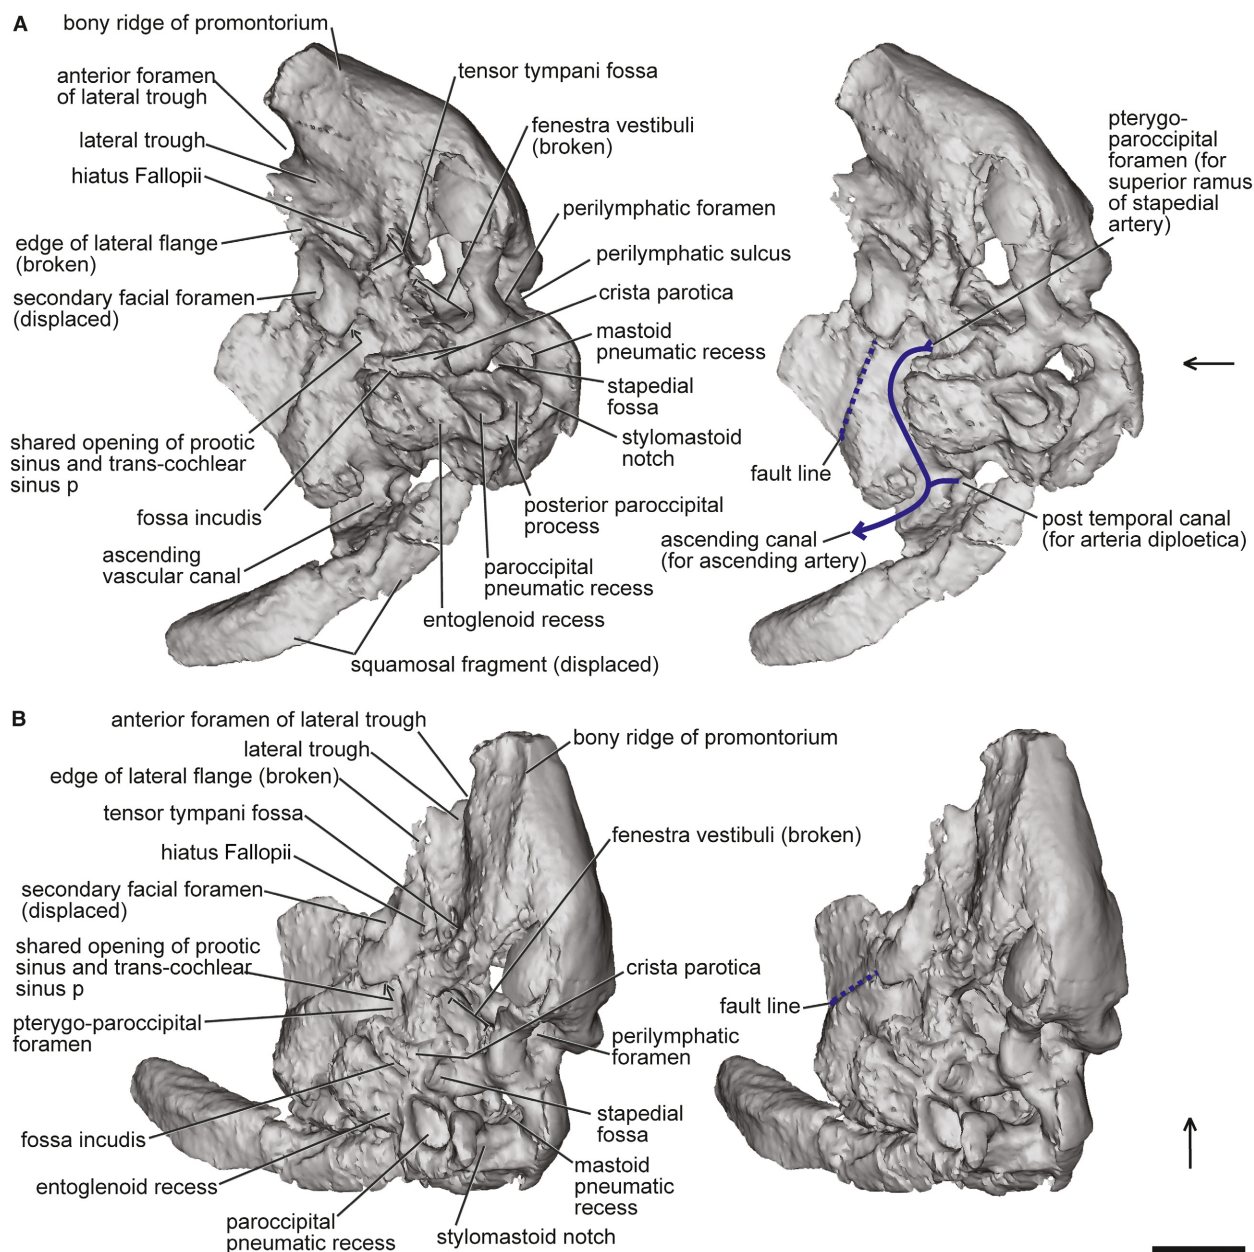 A
bony ridge of promontorium
anterior foramen
of lateral trough
lateral trough
hiatus Fallopii
edge of lateral flange
(broken)
secondary facial foramen
(displaced)
shared opening of prootic
sinus and trans-cochlear
sinus p
fossa incudis
ascending
vascular canal
tensor tympani fossa
fenestra vestibuli
(broken)
perilymphatic foramen
perilymphatic sulcus
crista parotica
mastoid
pneumatic recess
stapedial
fossa
stylomastoid
notch
posterior paroccipital
process
paroccipital
pneumatic recess
entoglenoid recess
squamosal fragment (displaced)
pterygo-
paroccipital
foramen (for
superior ramus
of stapedial
artery)
fault line
ascending canal
(for ascending artery)
post temporal canal
(for arteria diploetica)
B
anterior foramen of lateral trough
lateral trough
edge of lateral flange (broken)
tensor tympani fossa
hiatus Fallopii
secondary facial foramen
(displaced)
shared opening of prootic
sinus and trans-cochlear
sinus p
pterygo-paroccipital
foramen
fossa incudis
entoglenoid recess
paroccipital
pneumatic recess
bony ridge of promontorium
fenestra vestibuli (broken)
crista parotica
perilymphatic
foramen
stapedial
fossa
mastoid
pneumatic
recess
stylomastoid notch
fault line